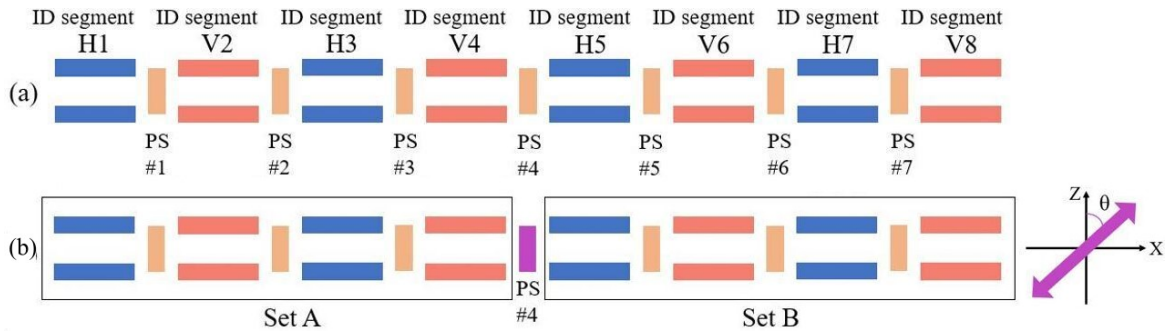 ID segment ID segment ID segment ID segment ID segment ID segment ID segment ID segment
H1 V2 H3 V4 H5 V6 H7 V8
(a)
PS PS PS PS PS PS PS
#1 #2 #3 #4 #5 #6 #7
Z θ
(b)
X
PS
Set A #4 Set B